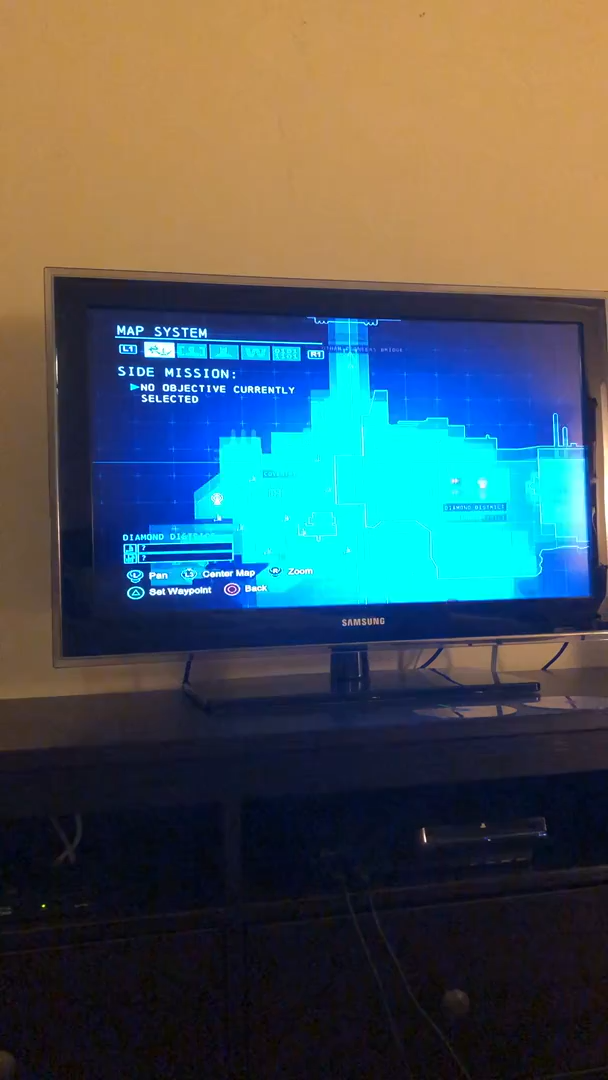 MAP SYSTEM
L1
R1
SIDE MISSION:
NO OBJECTIVE CURRENTLY
SELECTED
DIAMOND DISTRICT
DIAMOND DISTRICT
?
?
Pan
L3 Center Map
R Zoom
Set Waypoint
Back
SAMSUNG